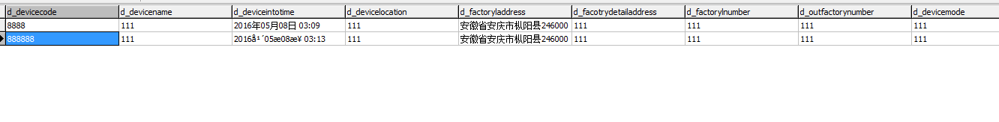 d_devicecode d_devicename d_deviceintotime d_devicelocation d_factoryladdress d_facotrydetailaddress d_factorylnumber d_outfactorynumber d_devicemode
8888 111 2016年05月08日 03:09 111 安徽省安庆市枞阳县246000 111 111 111 111
888888 111 2016å¹´05æ08æ¥ 03:13 111 安徽省安庆市枞阳县246000 111 111 111 111